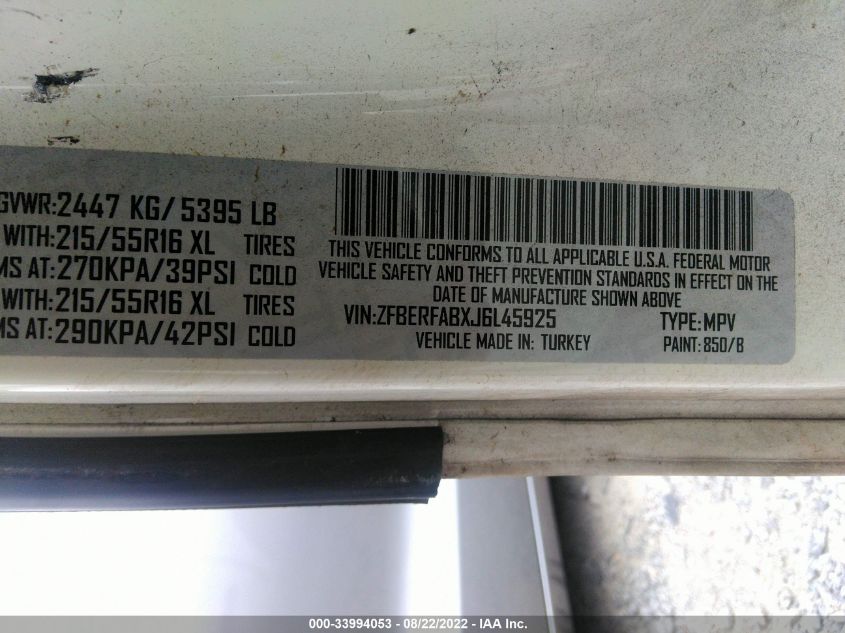 GVWR:2447 KG/ 5395 LB
WITH:215/55R16 XL TIRES
MS AT:270KPA/39PSI COLD
WITH:215/55R16 XL TIRES
MS AT:290KPA/42PSI COLD
THIS VEHICLE CONFORMS TO ALL APPLICABLE U.S.A. FEDERAL MOTOR
VEHICLE SAFETY AND THEFT PREVENTION STANDARDS IN EFFECT ON THE
DATE OF MANUFACTURE SHOWN ABOVE
VIN:ZFBERFABXJ6L45925 TYPE:MPV
VEHICLE MADE IN: TURKEY PAINT: 850/B
000-33994053 - 08/22/2022 - IAA Inc.